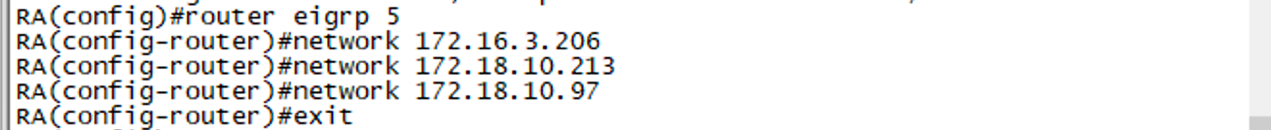 RA(config)#router eigrp 5
RA(config-router)#network 172.16.3.206
RA(config-router)#network 172.18.10.213
RA(config-router)#network 172.18.10.97
RA(config-router)#exit